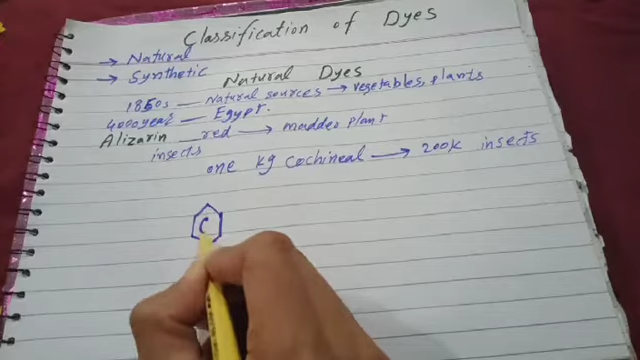 Classification of Dyes
→ Natural
→ Synthetic
Natural Dyes
1850s — Natural sources → vegetables, plants
4000 year — Egypt.
Alizarin red → madder plant
insects
one kg cochineal → 200K insects